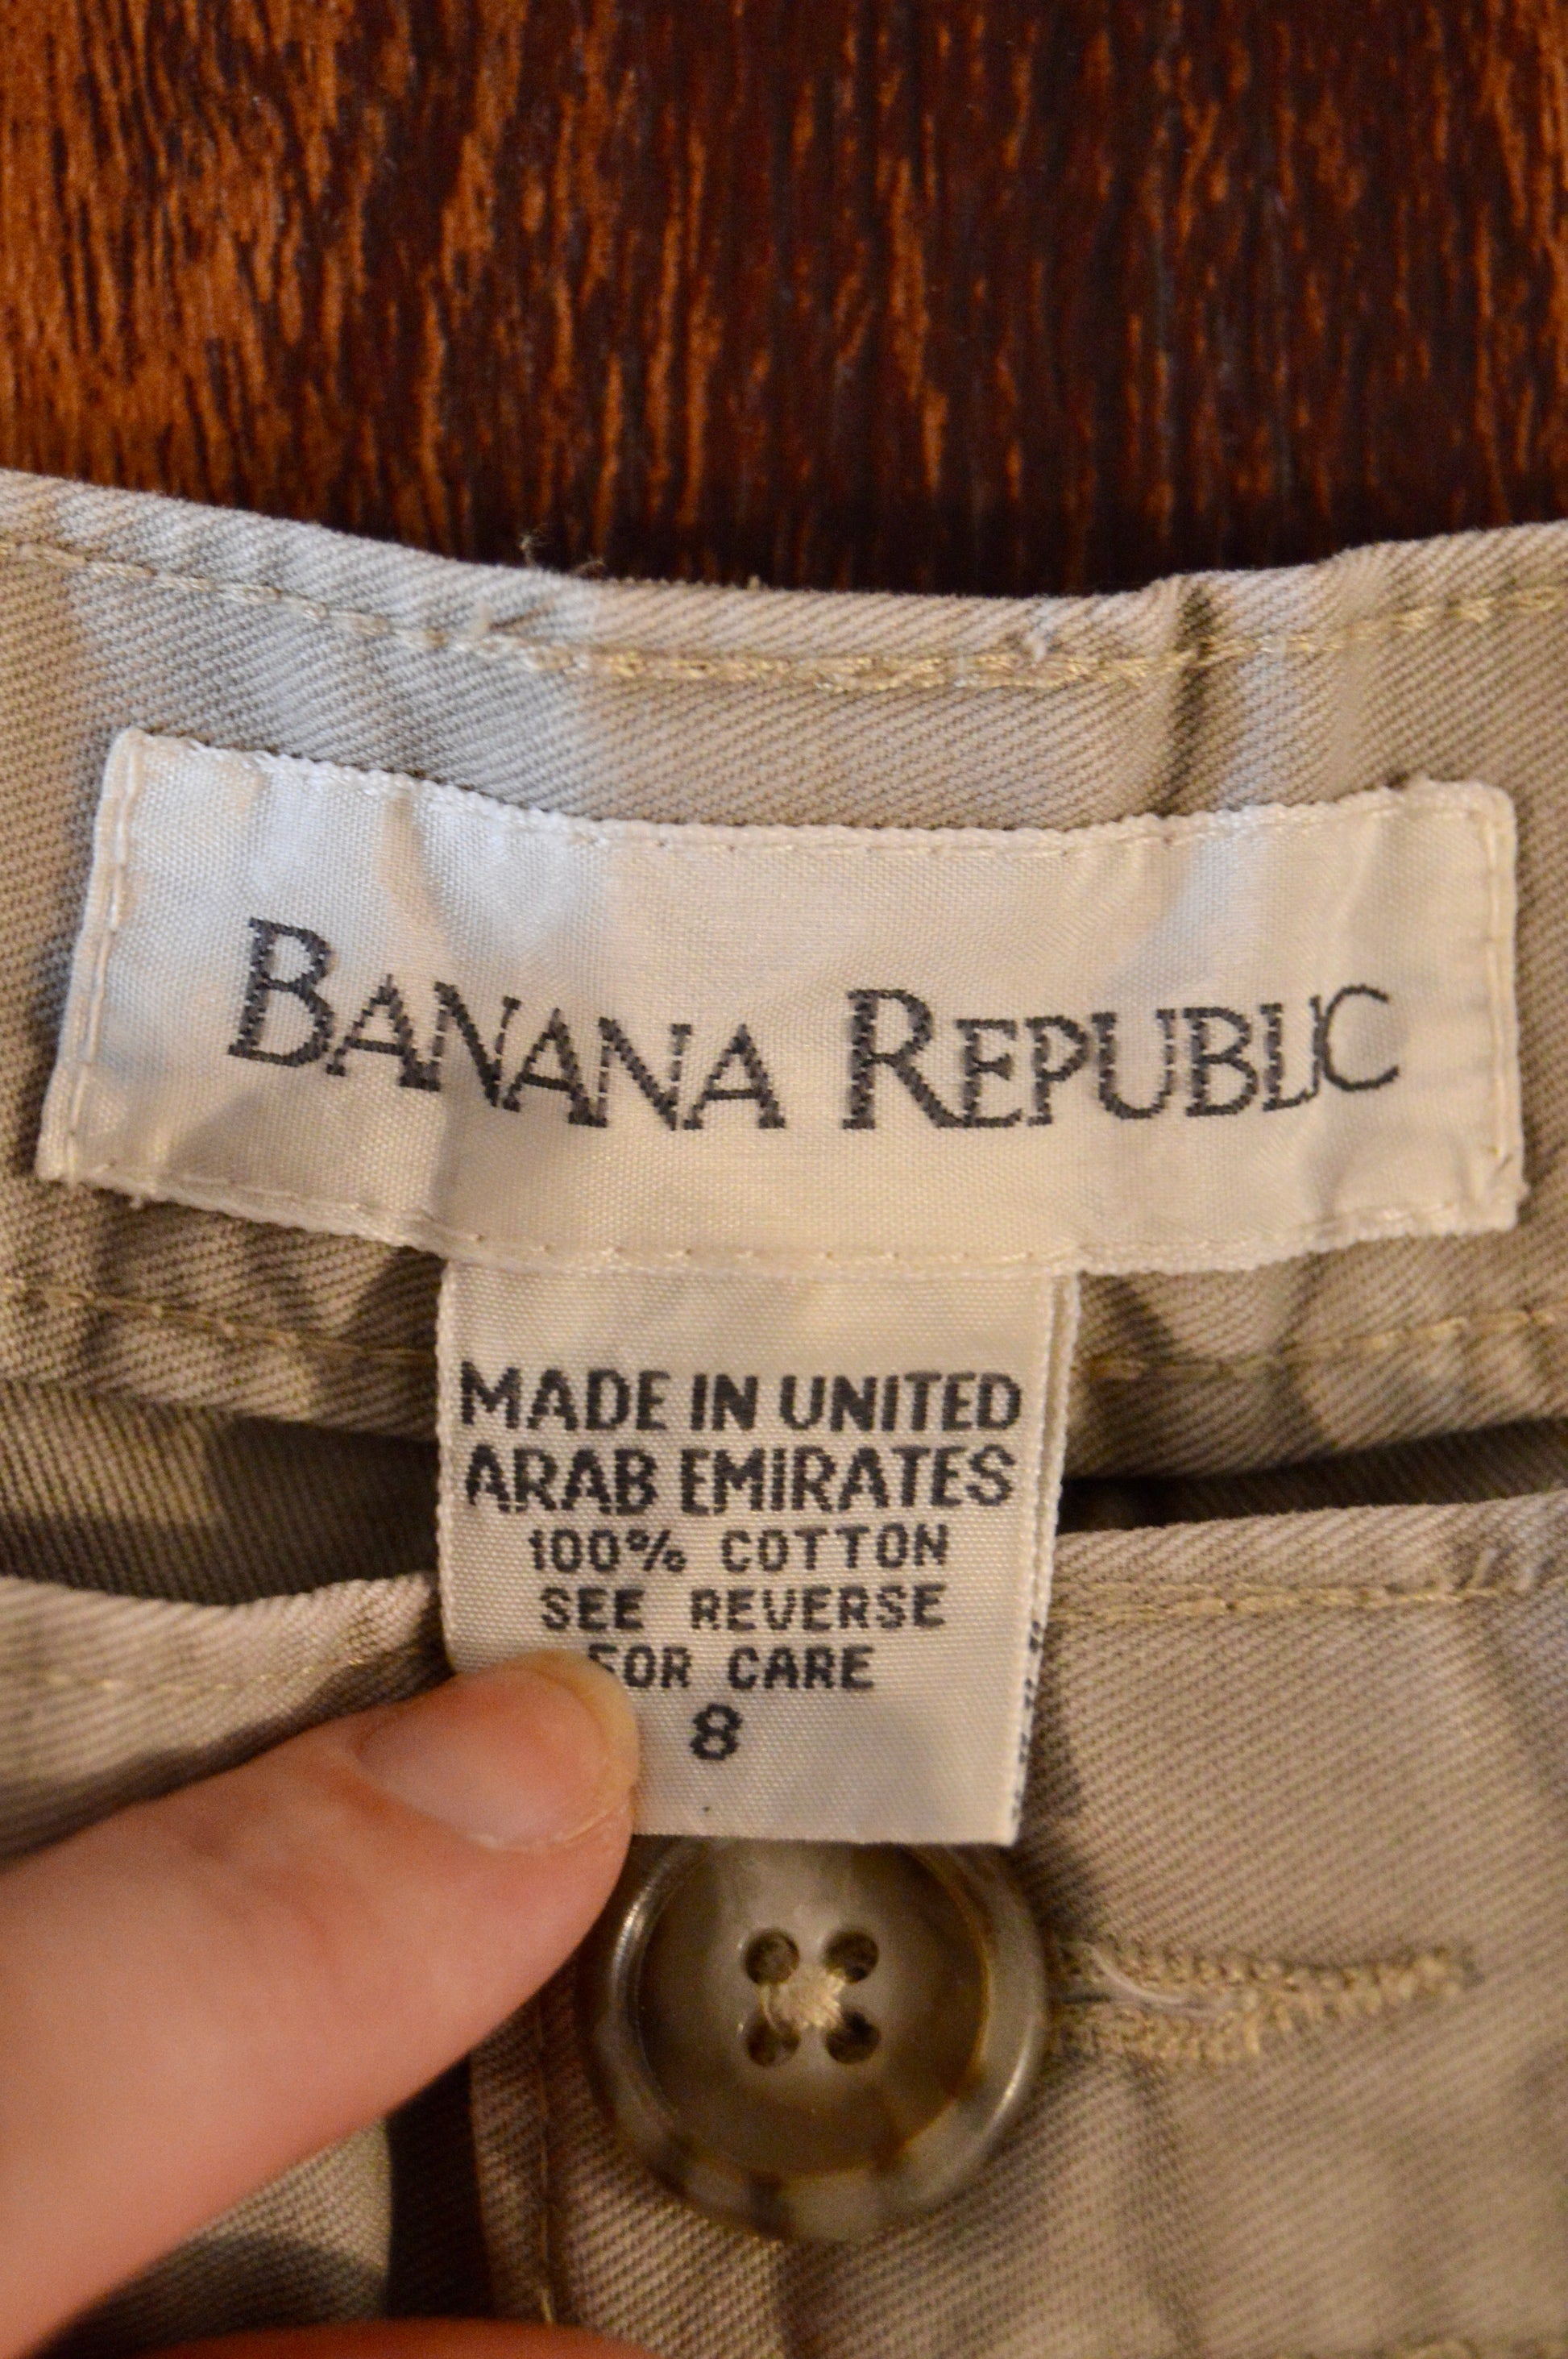 BANANA REPUBLIC
MADE IN UNITED
ARAB EMIRATES
100% COTTON
SEE REVERSE
FOR CARE
8